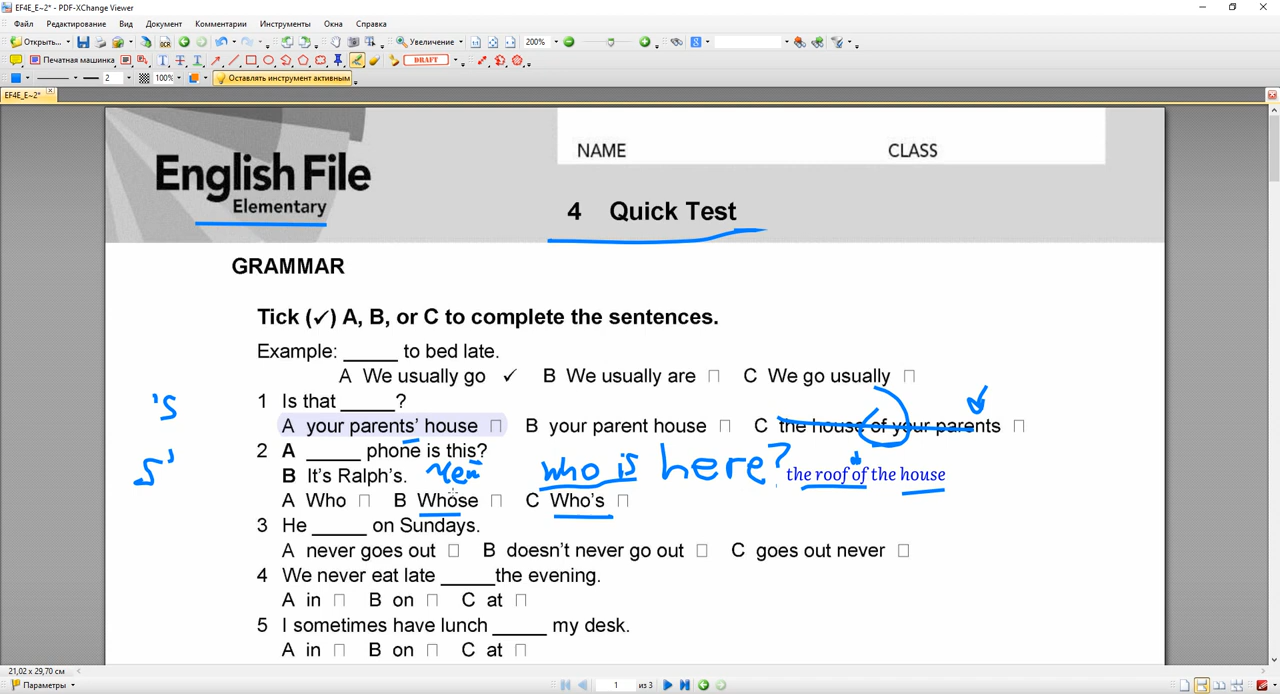 EF4E_E~2* - PDF-XChange Viewer
Файл Редактирование Вид Документ Комментарии Инструменты Окна Справка
Открыть... OCR Увеличение 200%
Печатная машинка DRAFT
2 100% Оставлять инструмент активным
EF4E_E~2*
English File
Elementary
NAME CLASS
4 Quick Test
GRAMMAR
Tick (✓) A, B, or C to complete the sentences.
Example: _____ to bed late.
A We usually go ✓ B We usually are C We go usually
's
1 Is that _____?
A your parents' house B your parent house C the house of your parents
s'
2 A _____ phone is this?
B It's Ralph's. чей who is here? the roof of the house
A Who B Whose C Who's
3 He _____ on Sundays.
A never goes out B doesn't never go out C goes out never
4 We never eat late _____the evening.
A in B on C at
5 I sometimes have lunch _____ my desk.
A in B on C at
21,02 x 29,70 см
Параметры 1 из 3